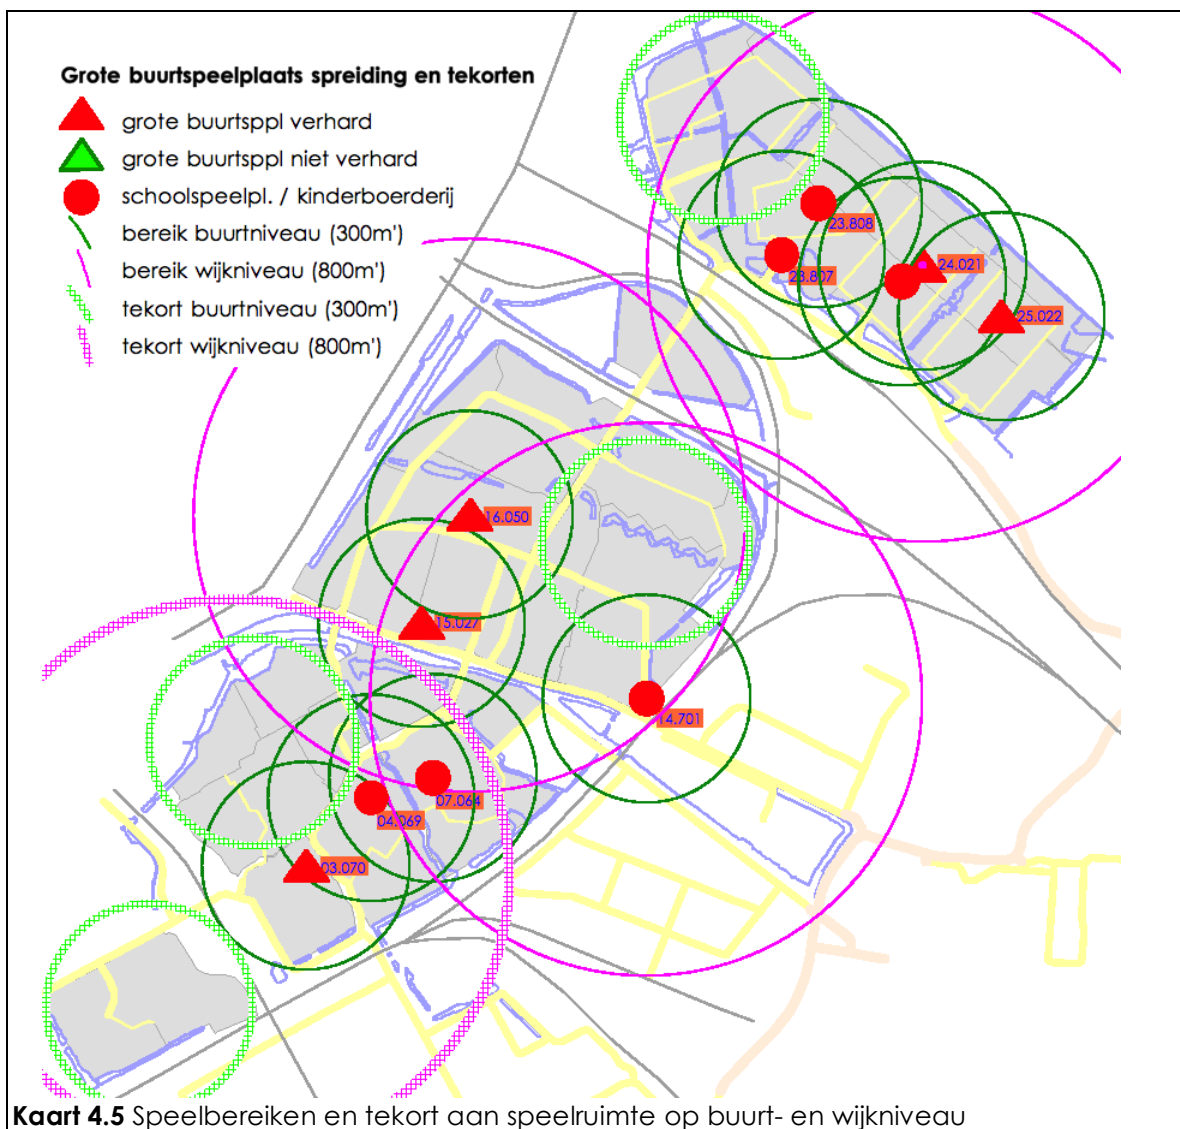 Grote buurtspeelplaats spreiding en tekorten
grote buurtsppl verhard
grote buurtsppl niet verhard
schoolspeelpl. / kinderboerderij
bereik buurtniveau (300m')
bereik wijkniveau (800m')
tekort buurtniveau (300m')
tekort wijkniveau (800m')
23.808
23.807
24.021
25.022
16.050
15.027
14.701
07.064
04.069
03.070
Kaart 4.5 Speelbereiken en tekort aan speelruimte op buurt- en wijkniveau